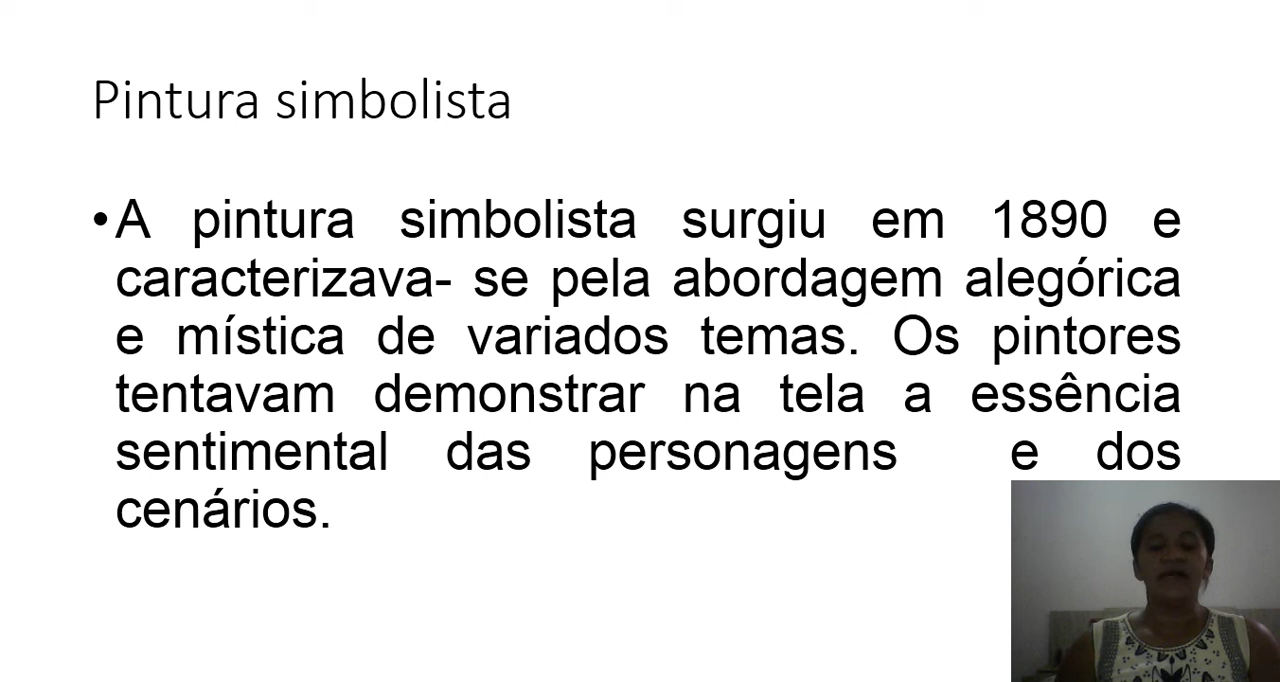 Pintura simbolista
•A pintura simbolista surgiu em 1890 e
caracterizava- se pela abordagem alegórica
e mística de variados temas. Os pintores
tentavam demonstrar na tela a essência
sentimental das personagens e dos
cenários.